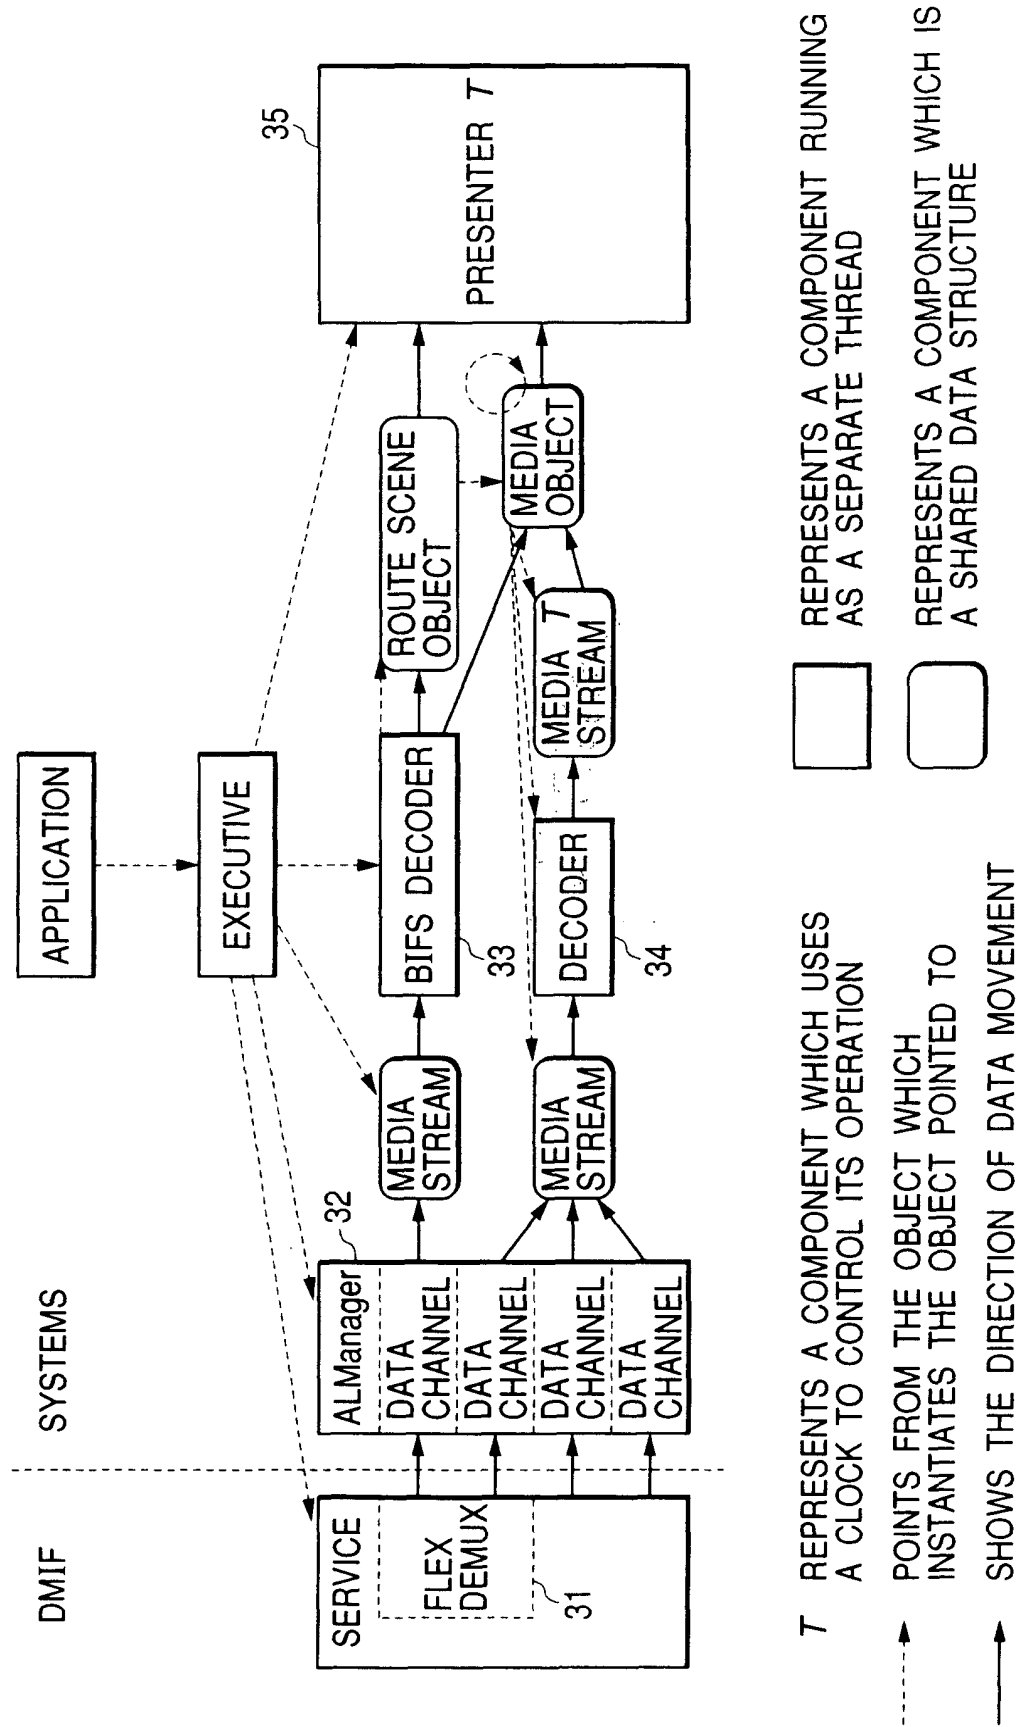 DMIF
SYSTEMS
APPLICATION
EXECUTIVE
SERVICE
FLEX
DEMUX
31
ALManager
32
DATA
CHANNEL
DATA
CHANNEL
DATA
CHANNEL
DATA
CHANNEL
MEDIA
STREAM
BIFS DECODER
33
ROUTE SCENE
OBJECT
MEDIA
STREAM
DECODER
34
MEDIA T
STREAM
MEDIA
OBJECT
PRESENTER T
35
T REPRESENTS A COMPONENT WHICH USES
A CLOCK TO CONTROL ITS OPERATION
POINTS FROM THE OBJECT WHICH
INSTANTIATES THE OBJECT POINTED TO
SHOWS THE DIRECTION OF DATA MOVEMENT
REPRESENTS A COMPONENT RUNNING
AS A SEPARATE THREAD
REPRESENTS A COMPONENT WHICH IS
A SHARED DATA STRUCTURE